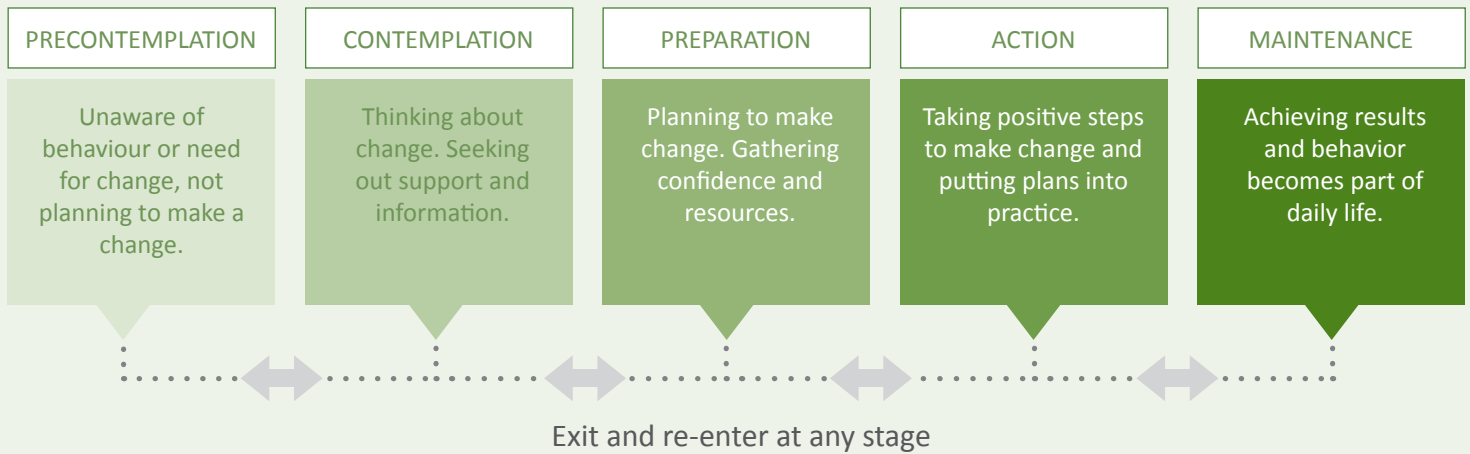 PRECONTEMPLATION
CONTEMPLATION
PREPARATION
ACTION
MAINTENANCE
Unaware of
behaviour or need
for change, not
planning to make a
change.
Thinking about
change. Seeking
out support and
information.
Planning to make
change. Gathering
confidence and
resources.
Taking positive steps
to make change and
putting plans into
practice.
Achieving results
and behavior
becomes part of
daily life.
Exit and re-enter at any stage